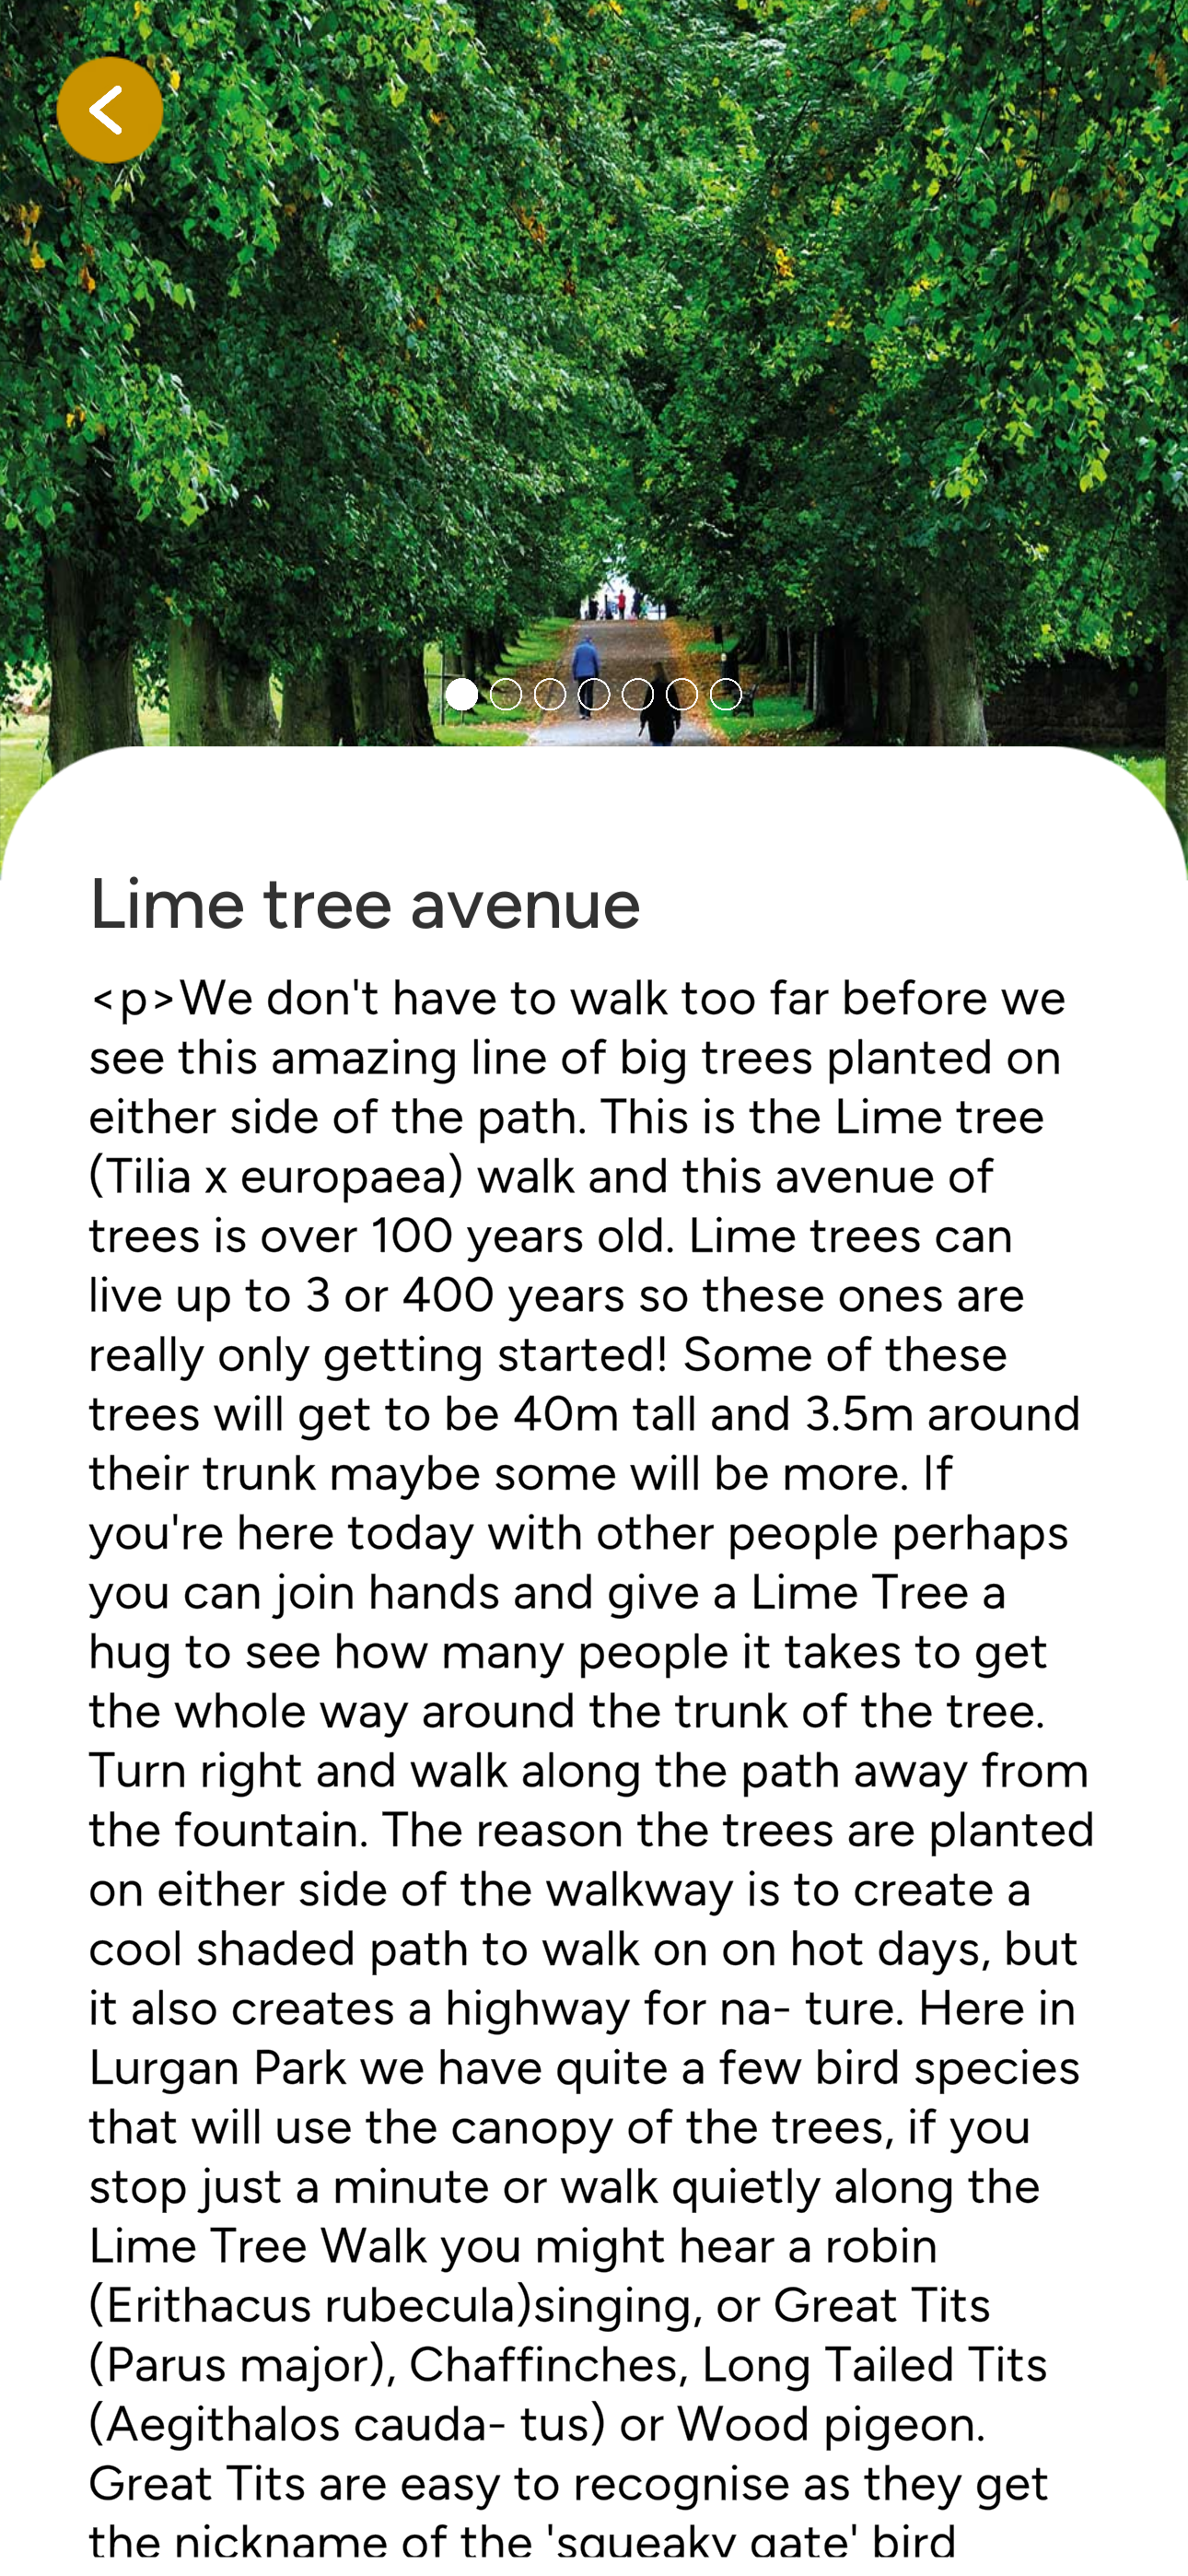 Lime tree avenue
<p>We don't have to walk too far before we
see this amazing line of big trees planted on
either side of the path. This is the Lime tree
(Tilia x europaea) walk and this avenue of
trees is over 100 years old. Lime trees can
live up to 3 or 400 years so these ones are
really only getting started! Some of these
trees will get to be 40m tall and 3.5m around
their trunk maybe some will be more. If
you're here today with other people perhaps
you can join hands and give a Lime Tree a
hug to see how many people it takes to get
the whole way around the trunk of the tree.
Turn right and walk along the path away from
the fountain. The reason the trees are planted
on either side of the walkway is to create a
cool shaded path to walk on on hot days, but
it also creates a highway for na- ture. Here in
Lurgan Park we have quite a few bird species
that will use the canopy of the trees, if you
stop just a minute or walk quietly along the
Lime Tree Walk you might hear a robin
(Erithacus rubecula)singing, or Great Tits
(Parus major), Chaffinches, Long Tailed Tits
(Aegithalos cauda- tus) or Wood pigeon.
Great Tits are easy to recognise as they get
the nickname of the 'squeaky gate' bird